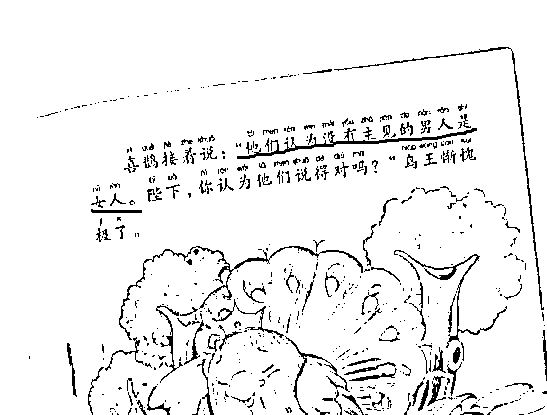 喜鹊接着说：“他们认为没有主见的男人是
女人。陛下，你认为他们说得对吗？”鸟王惭愧
极了。